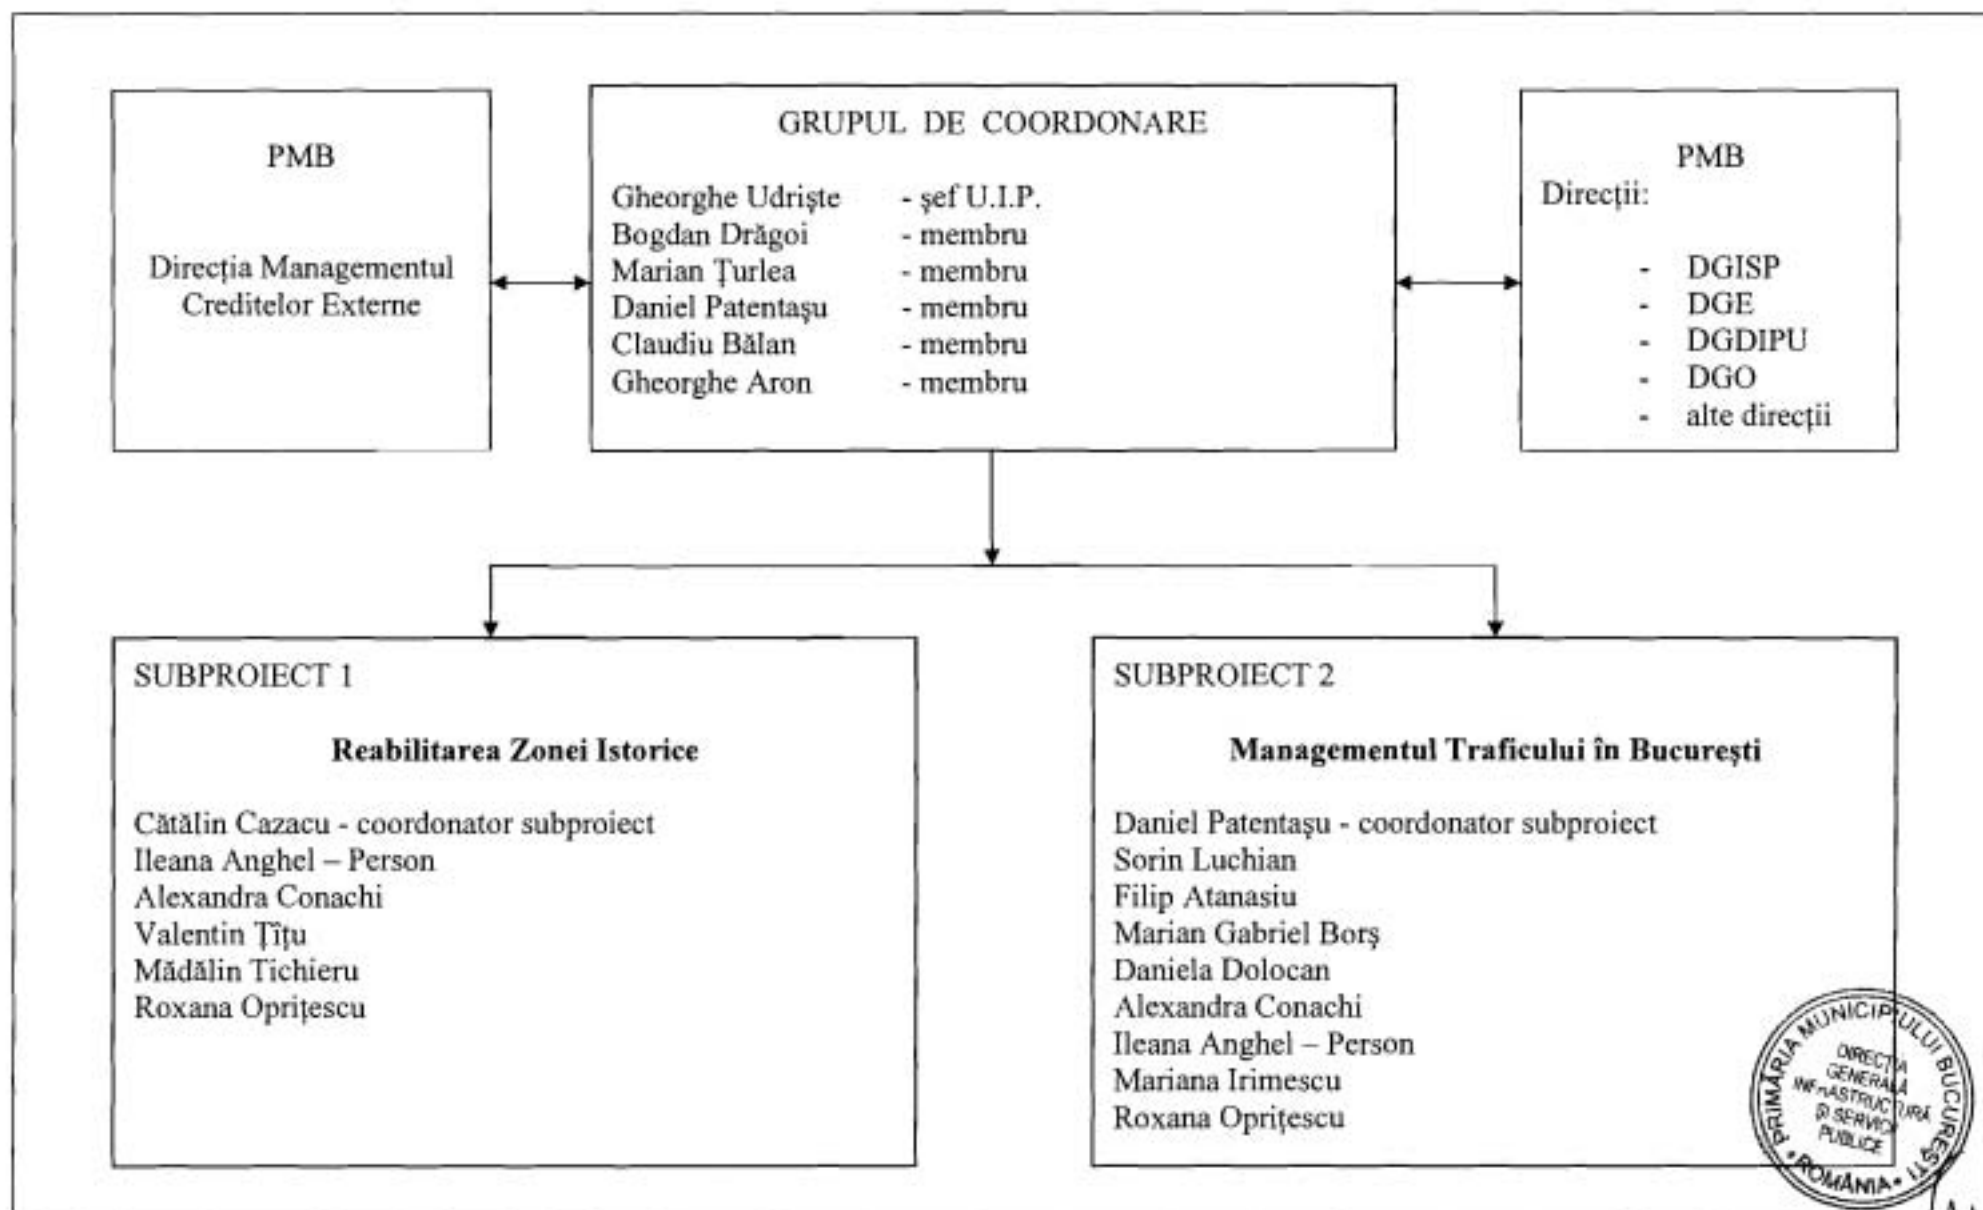 PMB
Direcția Managementul
Creditelor Externe
GRUPUL DE COORDONARE
Gheorghe Udriște - șef U.I.P.
Bogdan Drăgoi - membru
Marian Țurlea - membru
Daniel Patentașu - membru
Claudiu Bălan - membru
Gheorghe Aron - membru
PMB
Direcții:
- DGISP
- DGE
- DGDIPU
- DGO
- alte direcții
SUBPROIECT 1
Reabilitarea Zonei Istorice
Cătălin Cazacu - coordonator subproiect
Ileana Anghel – Person
Alexandra Conachi
Valentin Țîțu
Mădălin Tichieru
Roxana Oprițescu
SUBPROIECT 2
Managementul Traficului în București
Daniel Patentașu - coordonator subproiect
Sorin Luchian
Filip Atanasiu
Marian Gabriel Borș
Daniela Dolocan
Alexandra Conachi
Ileana Anghel – Person
Mariana Irimescu
Roxana Oprițescu
PRIMĂRIA MUNICIPIULUI BUCUREȘTI
DIRECȚIA
GENERALĂ
INFRASTRUCTURĂ
ȘI SERVICII
PUBLICE
* ROMÂNIA *